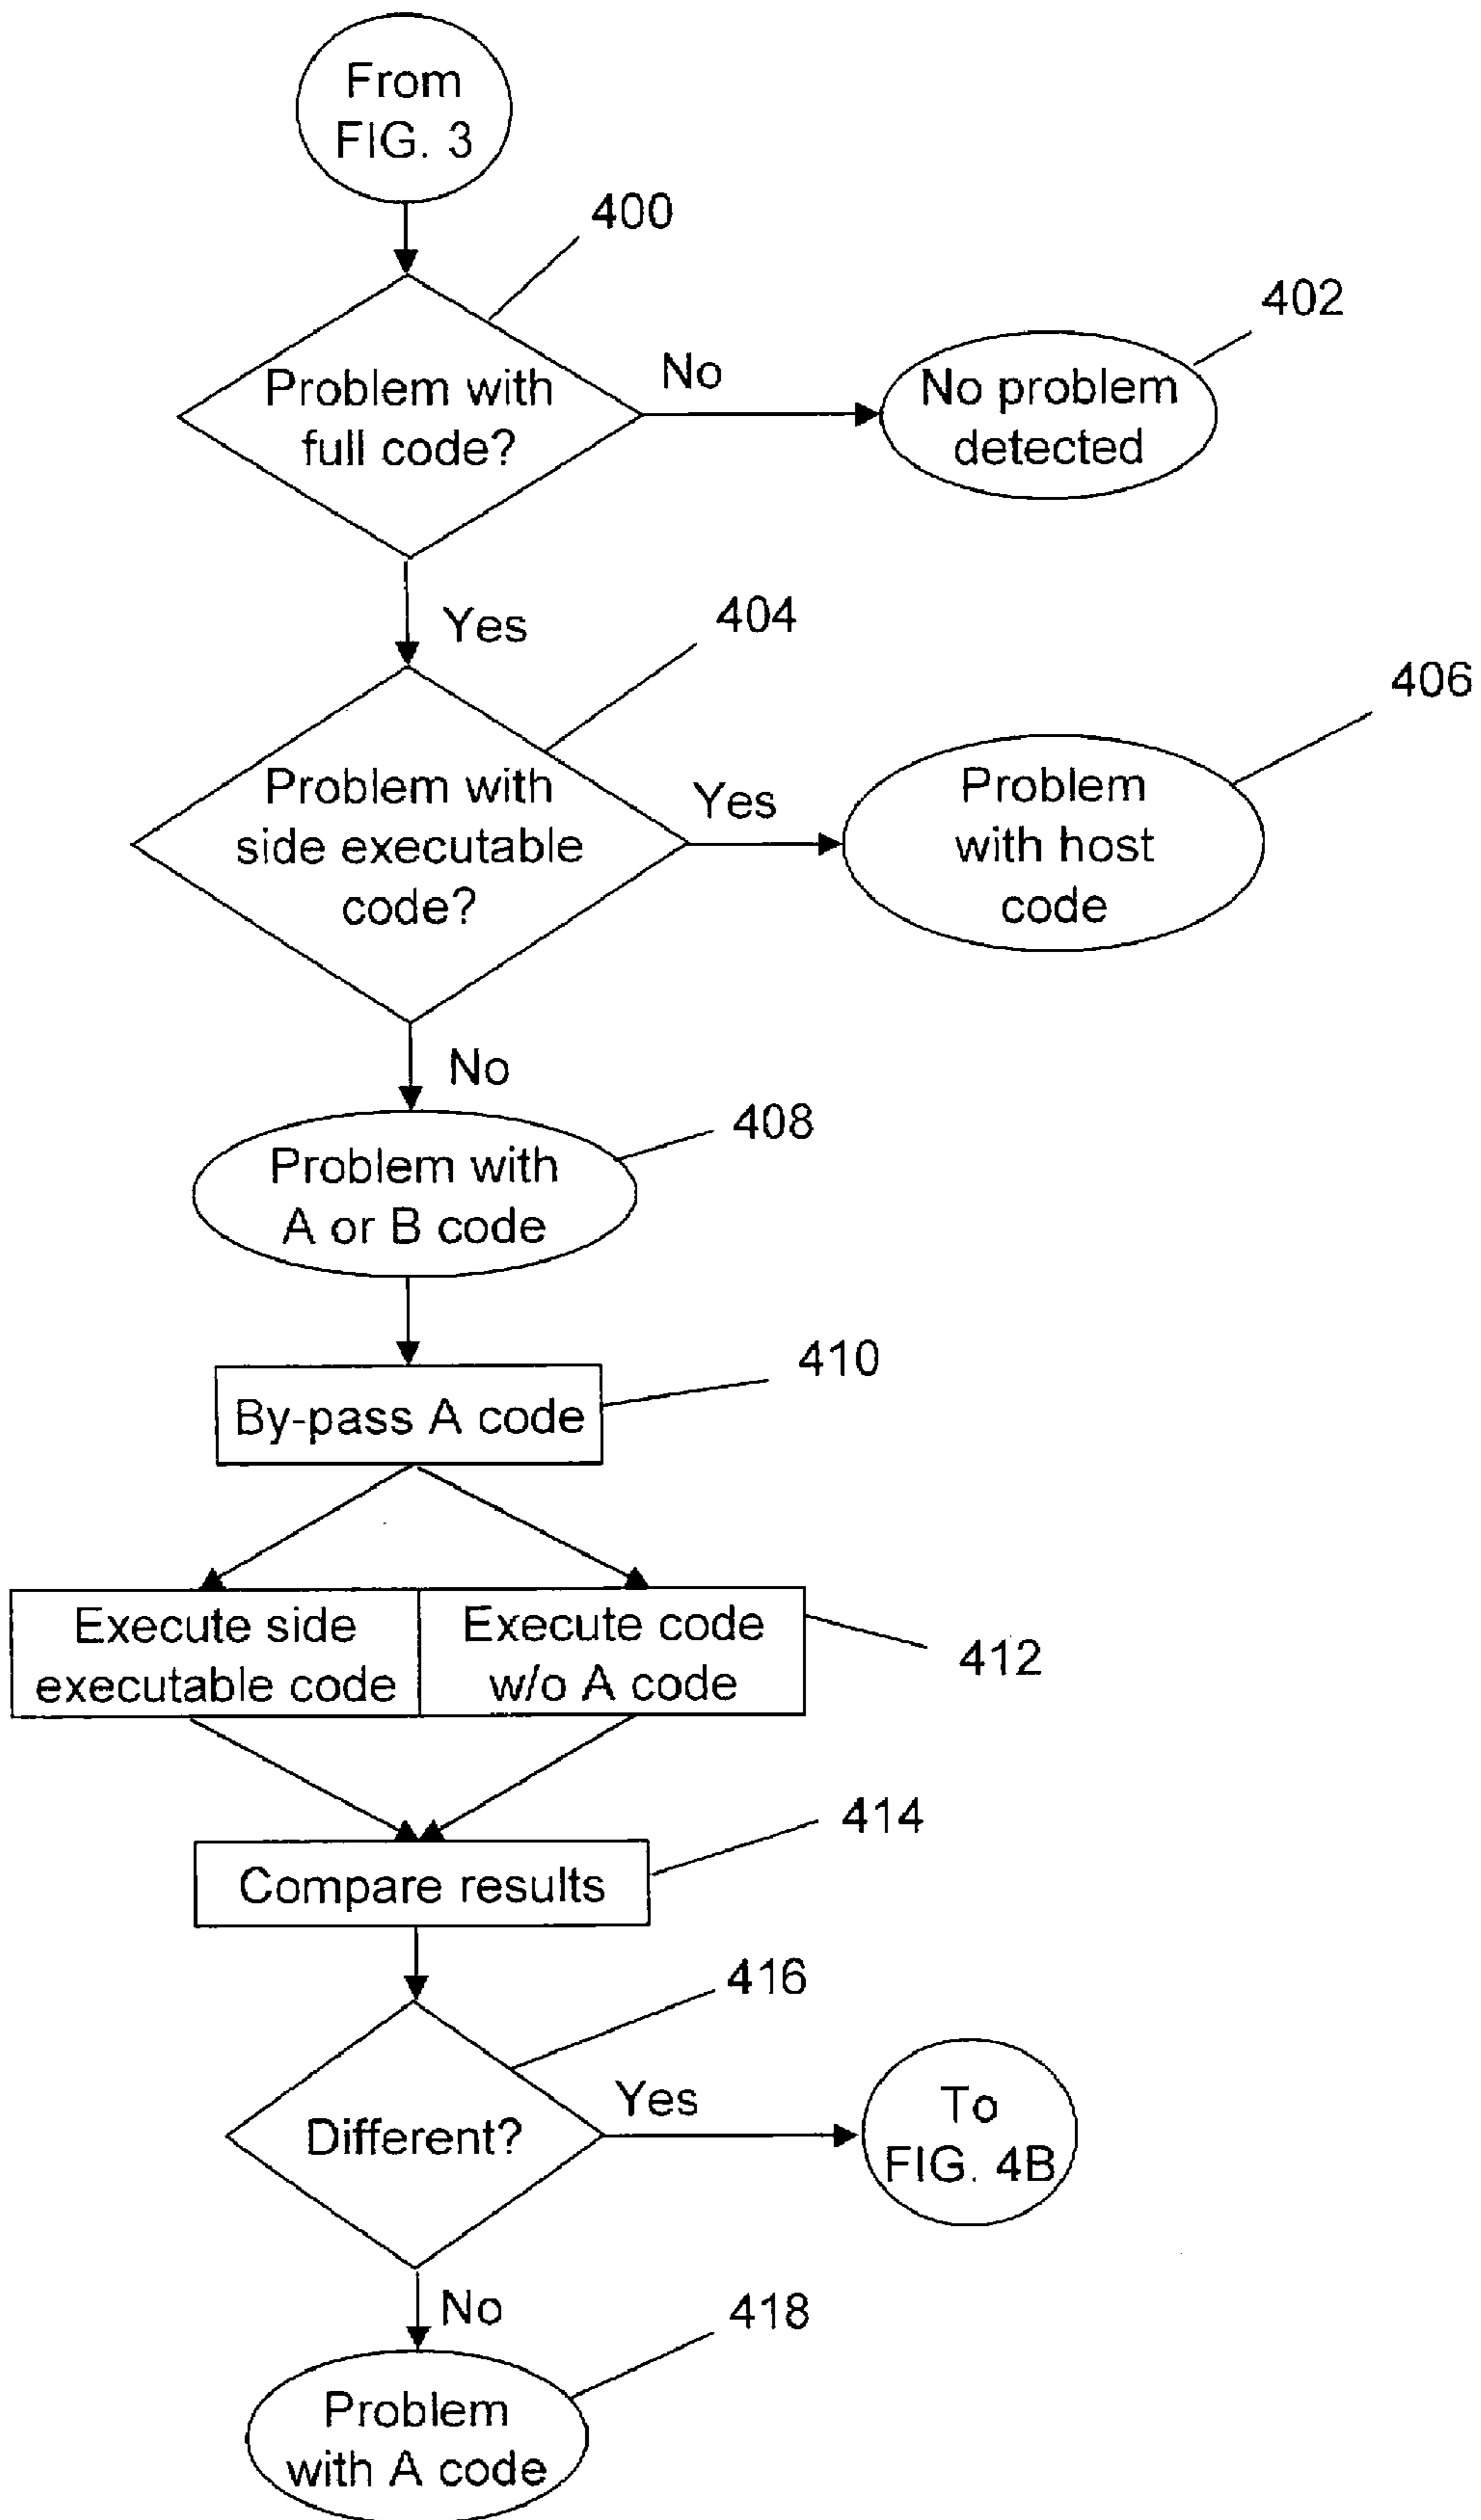 From
FIG. 3
400
402
Problem with
full code?
No
No problem
detected
Yes
404
406
Problem with
side executable
code?
Yes
Problem
with host
code
No
408
Problem with
A or B code
410
By-pass A code
Execute side
executable code
Execute code
w/o A code
412
414
Compare results
416
Different?
Yes
To
FIG. 4B
No
418
Problem
with A code